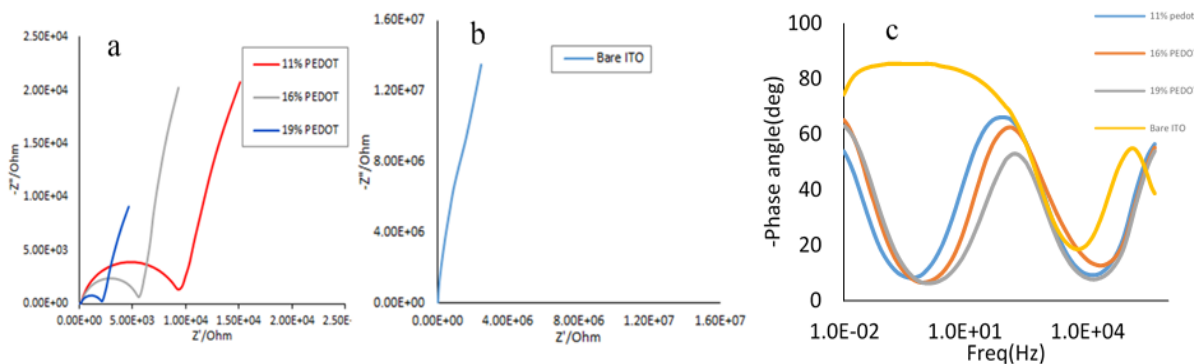 a
2.50E+04
2.00E+04
1.50E+04
1.00E+04
5.00E+03
0.00E+00
-Z"/Ohm
0.00E+00 5.00E+03 1.00E+04 1.50E+04 2.00E+04 2.50E-
Z'/Ohm
11% PEDOT
16% PEDOT
19% PEDOT
b
1.60E+07
1.20E+07
8.00E+06
4.00E+06
0.00E+00
-Z"/Ohm
0.00E+00 4.00E+06 8.00E+06 1.20E+07 1.60E+07
Z'/Ohm
Bare ITO
c
100
80
60
40
20
0
-Phase angle(deg)
1.0E-02 1.0E+01 1.0E+04
Freq(Hz)
11% pedot
16% PEDOT
19% PEDOT
Bare ITO